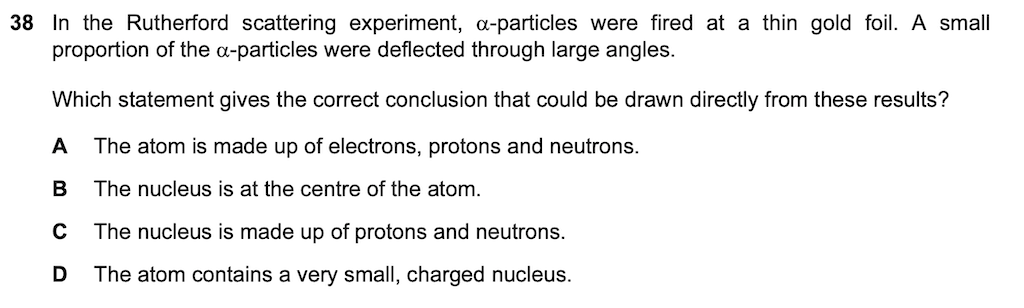 38 In the Rutherford scattering experiment, α-particles were fired at a thin gold foil. A small
proportion of the α-particles were deflected through large angles.
Which statement gives the correct conclusion that could be drawn directly from these results?
A The atom is made up of electrons, protons and neutrons.
B The nucleus is at the centre of the atom.
C The nucleus is made up of protons and neutrons.
D The atom contains a very small, charged nucleus.